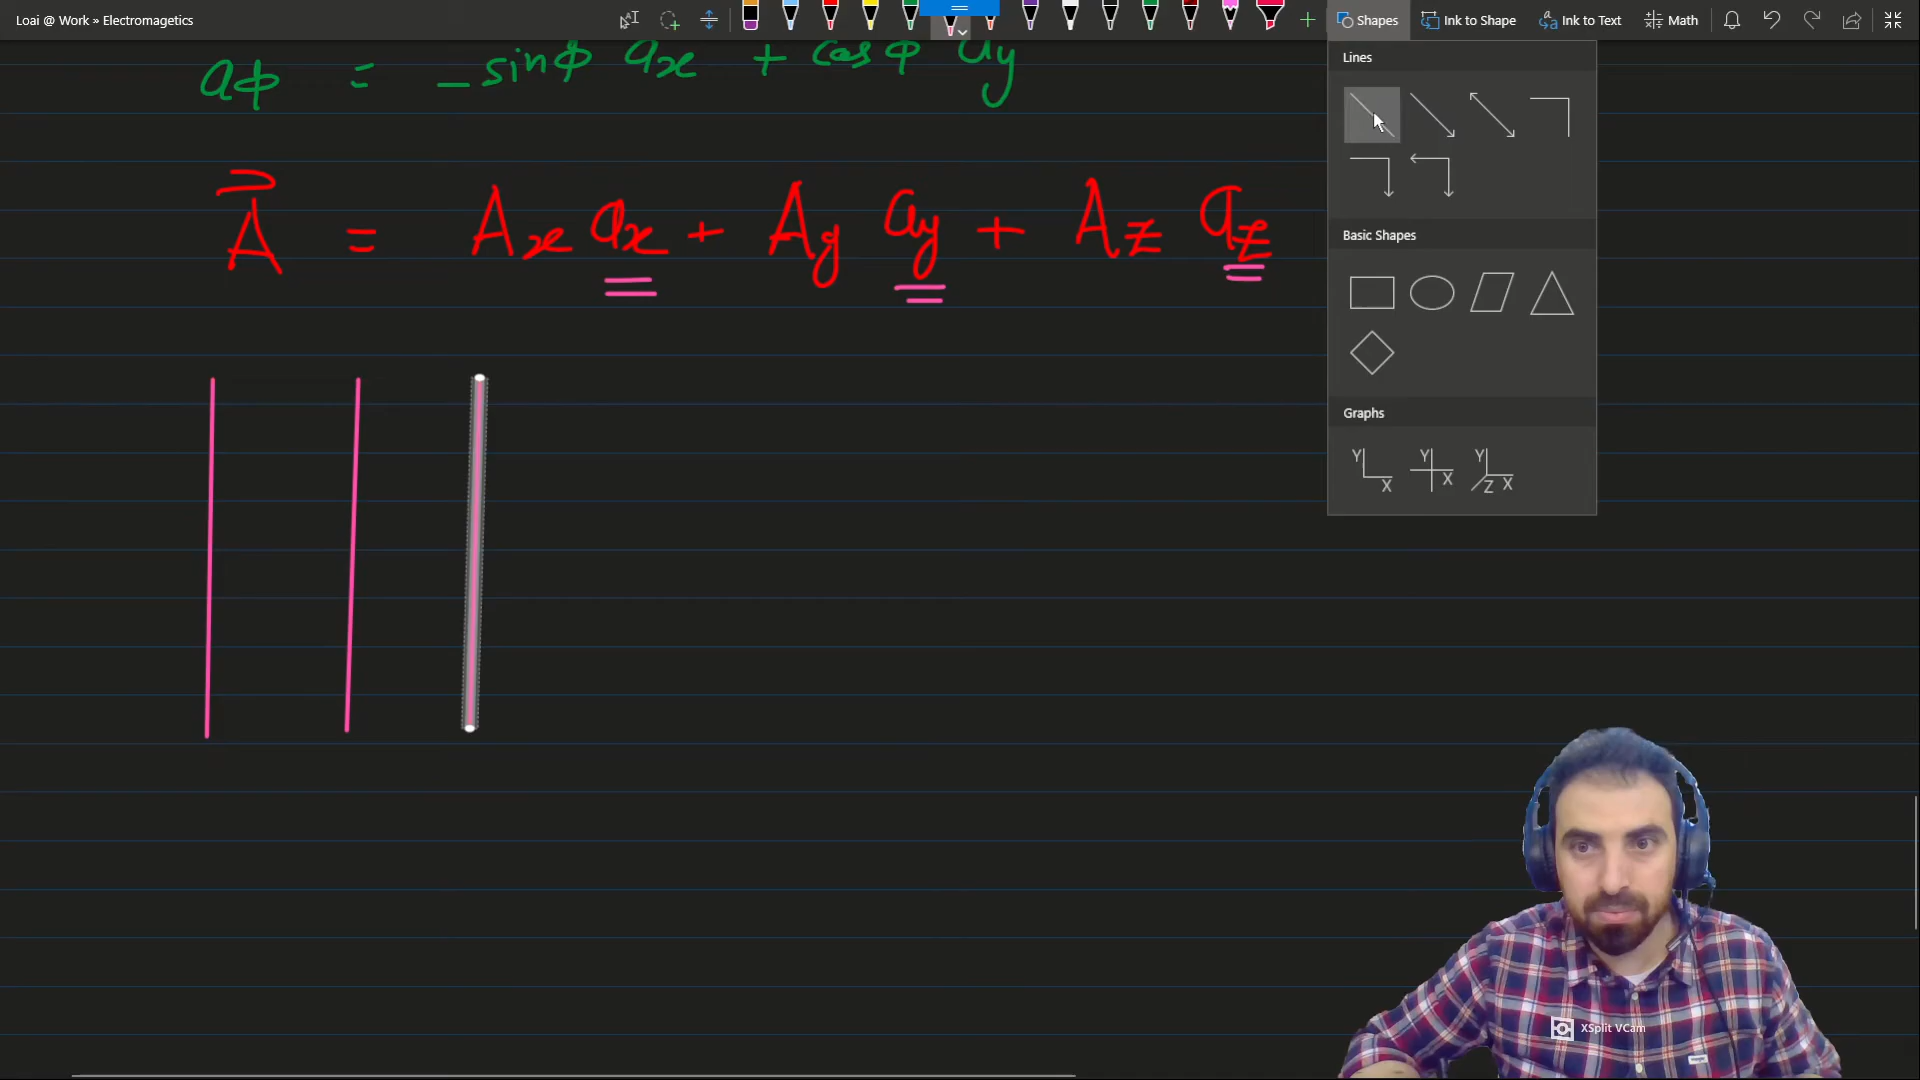 Loai @ Work » Electromagetics
Shapes
Ink to Shape
Ink to Text
Math
Lines
aϕ = -sinϕ ax + cosϕ ay
A⃗ = Ax ax + Ay ay + Az az
Basic Shapes
Graphs
Y X
Y X
Y Z X
XSplit VCam